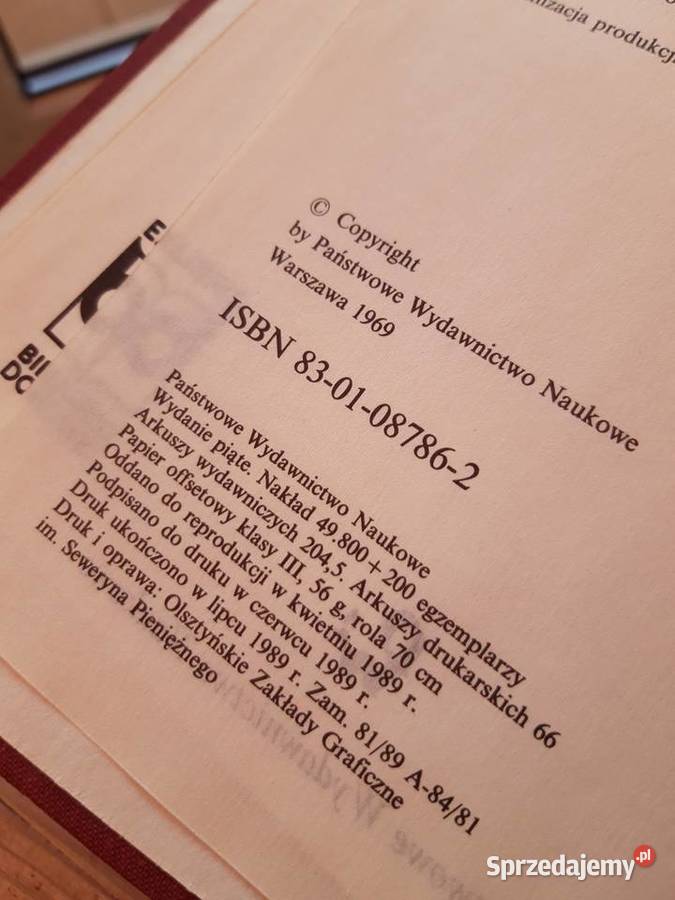 nizacja produkcji
© Copyright
by Państwowe Wydawnictwo Naukowe
Warszawa 1969
ISBN 83-01-08786-2
Państwowe Wydawnictwo Naukowe
Wydanie piąte. Nakład 49.800 + 200 egzemplarzy
Arkuszy wydawniczych 204,5. Arkuszy drukarskich 66
Papier offsetowy klasy III, 56 g, rola 70 cm
Oddano do reprodukcji w kwietniu 1989 r.
Podpisano do druku w czerwcu 1989 r.
Druk ukończono w lipcu 1989 r. Zam. 81/89 A-84/81
Druk i oprawa: Olsztyńskie Zakłady Graficzne
im. Seweryna Pieniężnego
Sprzedajemy.pl